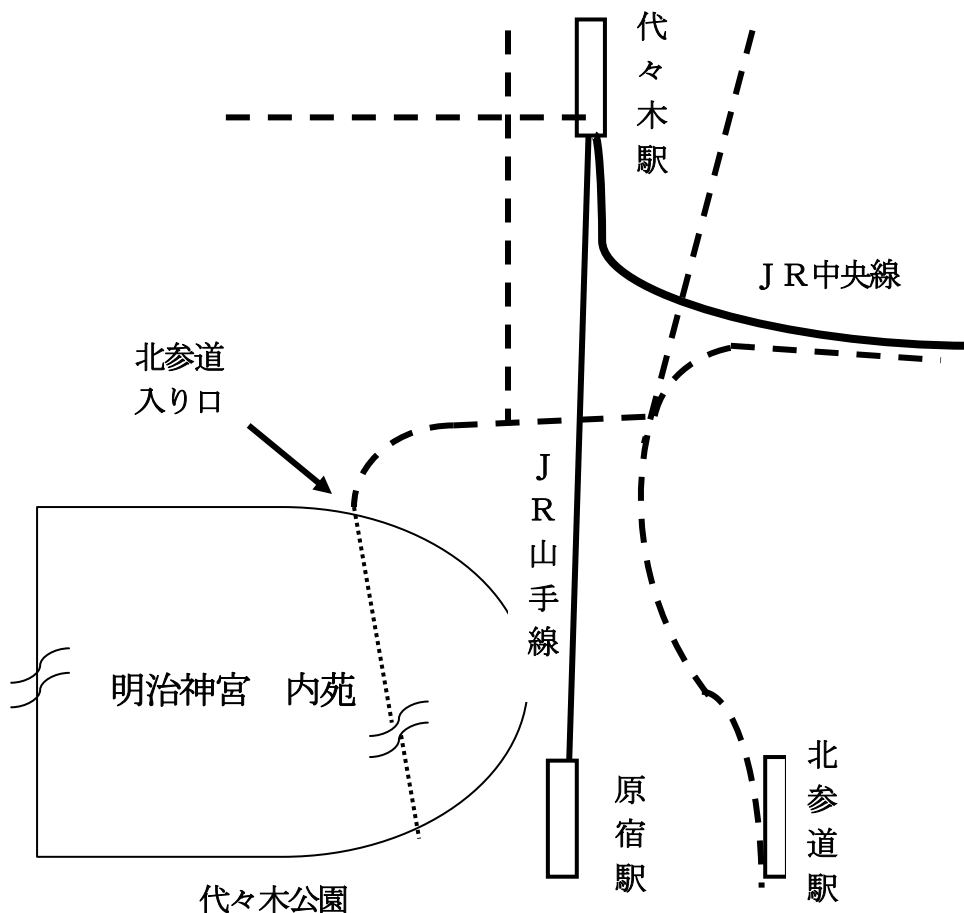 代々木駅
ＪＲ中央線
北参道
入り口
ＪＲ山手線
明治神宮　内苑
原宿駅
北参道駅
代々木公園